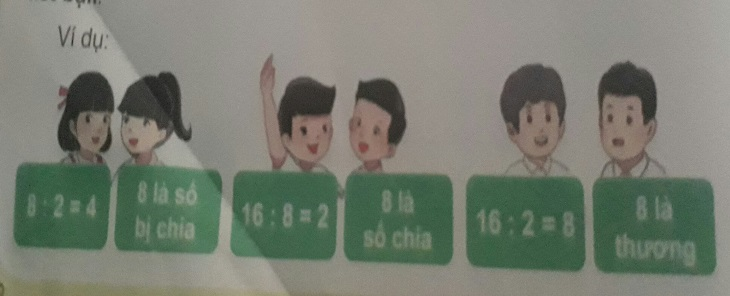 Ví dụ:
8 : 2 = 4
8 là số
bị chia
16 : 8 = 2
8 là
số chia
16 : 2 = 8
8 là
thương